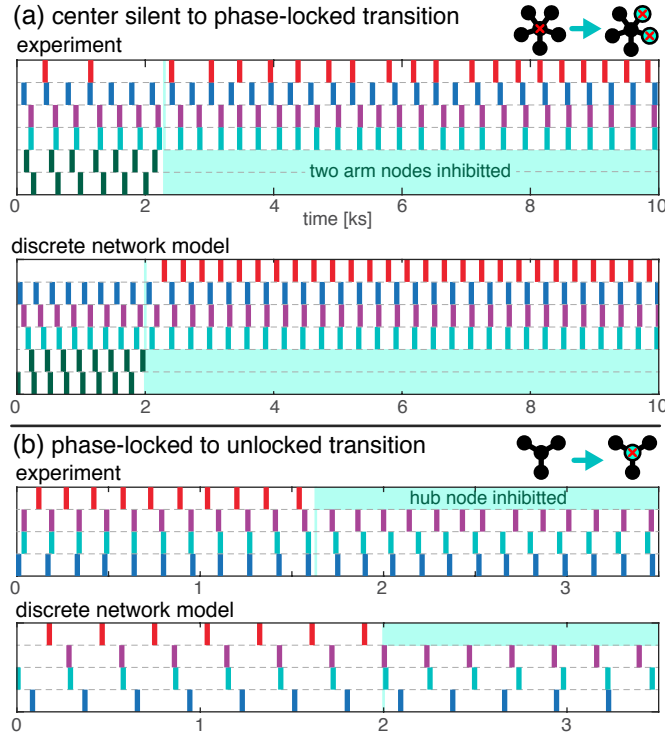 (a) center silent to phase-locked transition
experiment
two arm nodes inhibitted
0 2 4 6 8 10
time [ks]
discrete network model
0 2 4 6 8 10
(b) phase-locked to unlocked transition
experiment
hub node inhibitted
0 1 2 3
discrete network model
0 1 2 3